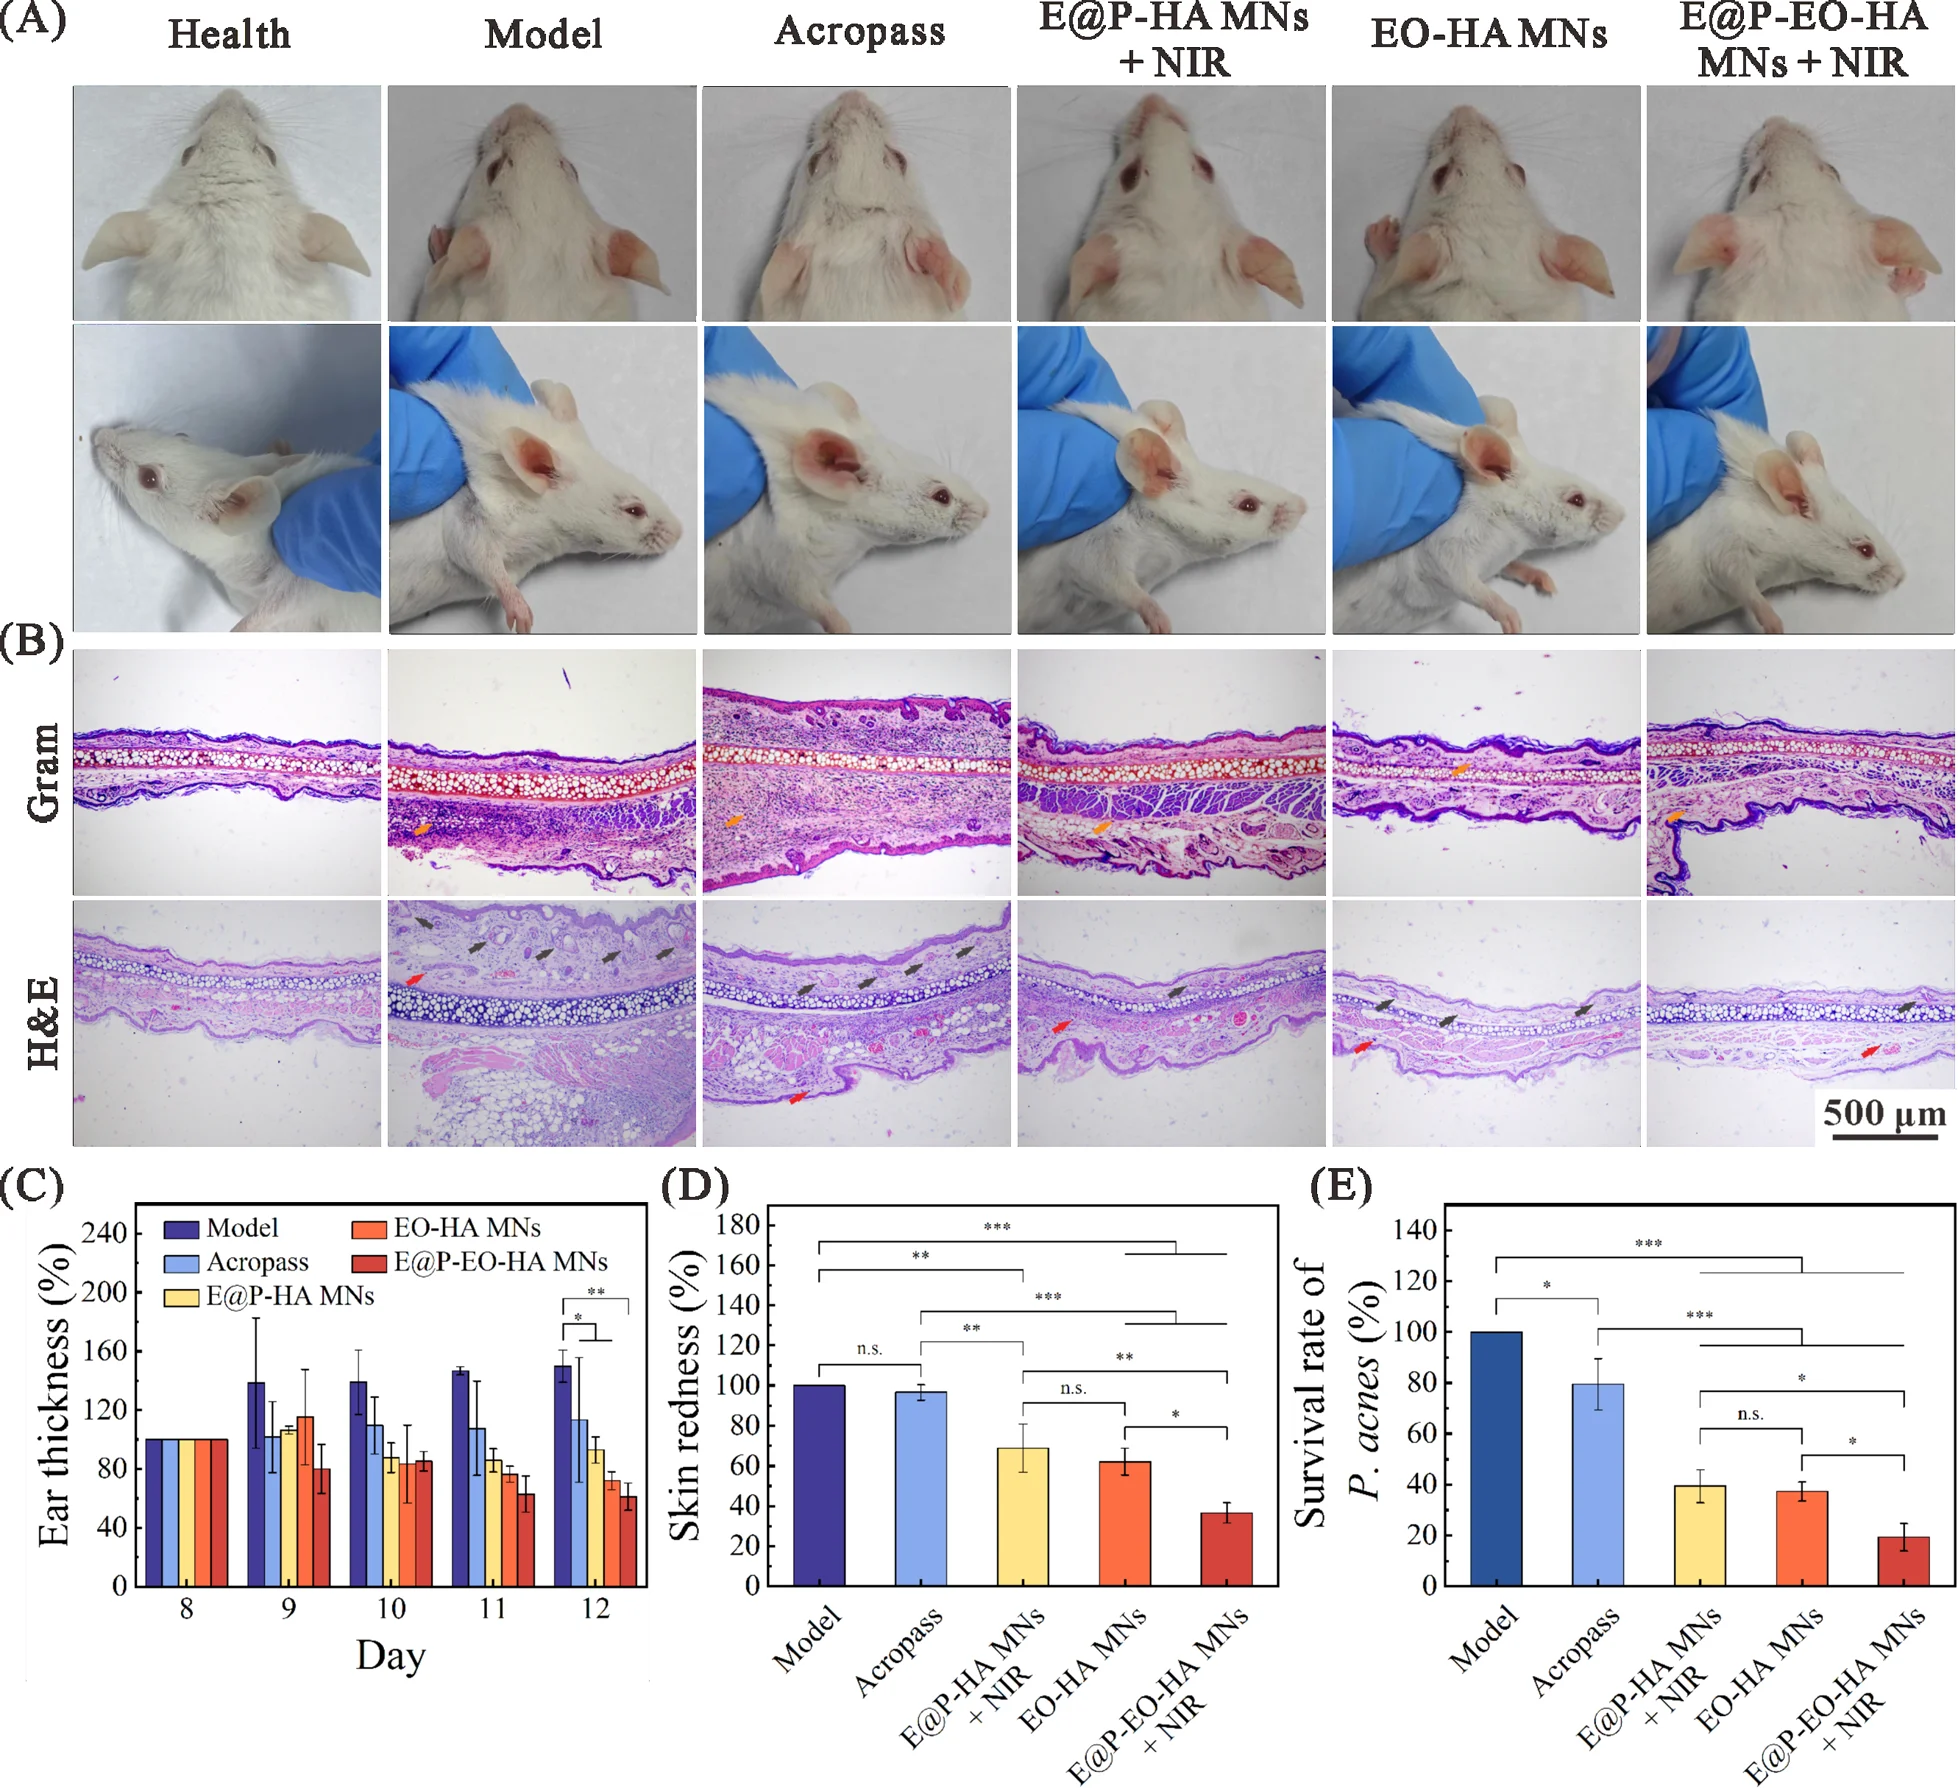 (A)
Health
Model
Acropass
E@P-HA MNs
+ NIR
EO-HA MNs
E@P-EO-HA
MNs + NIR
(B)
Gram
H&E
500 μm
(C)
Ear thickness (%)
240
200
160
120
80
40
0
Model
Acropass
E@P-HA MNs
EO-HA MNs
E@P-EO-HA MNs
**
*
8
9
10
11
12
Day
(D)
Skin redness (%)
180
160
140
120
100
80
60
40
20
0
***
**
***
**
n.s.
**
n.s.
*
Model
Acropass
E@P-HA MNs
+ NIR
EO-HA MNs
E@P-EO-HA MNs
+ NIR
(E)
Survival rate of
P. acnes (%)
140
120
100
80
60
40
20
0
***
*
***
*
n.s.
*
Model
Acropass
E@P-HA MNs
+ NIR
EO-HA MNs
E@P-EO-HA MNs
+ NIR